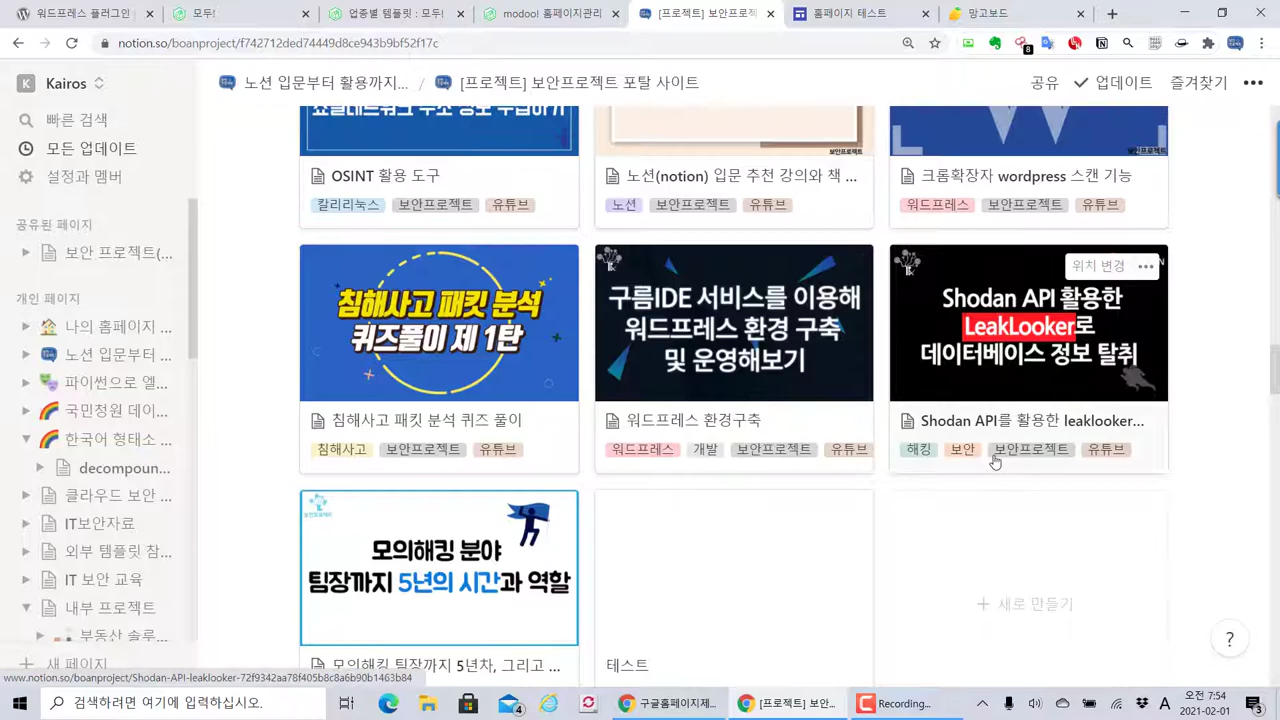 모두!
업종별 템플릿 : 모두!
modoo! 홈페이지관리
[프로젝트] 보안프로젝
홈페이지 테스트
망고보드
notion.so/boanproject/f742712deb74449d8ce943b9bf52f17c
8
K Kairos
노션 입문부터 활용까지... / [프로젝트] 보안프로젝트 포탈 사이트
공유 업데이트 즐겨찾기
빠른 검색
모든 업데이트
설정과 멤버
공유된 페이지
보안 프로젝트(...
개인 페이지
나의 홈페이지 ...
노션 입문부터 ...
파이썬으로 엘...
국민청원 데이...
한국어 형태소 ...
decompoun...
클라우드 보안 ...
IT보안자료
외부 템플릿 참...
IT 보안 교육
내부 프로젝트
부동산 솔루...
새 페이지
OSINT 활용 도구
칼리리눅스 보안프로젝트 유튜브
보안프로젝트
노션(notion) 입문 추천 강의와 책 ...
노션 보안프로젝트 유튜브
W
보안프로젝트
크롬확장자 wordpress 스캔 기능
워드프레스 보안프로젝트 유튜브
침해사고 패킷 분석
퀴즈풀이 제 1탄
침해사고 패킷 분석 퀴즈 풀이
침해사고 보안프로젝트 유튜브
구름IDE 서비스를 이용해
워드프레스 환경 구축
및 운영해보기
워드프레스 환경구축
워드프레스 개발 보안프로젝트 유튜브
위치 변경
Shodan API 활용한
LeakLooker로
데이터베이스 정보 탈취
Shodan API를 활용한 leaklooker...
해킹 보안 보안프로젝트 유튜브
보안프로젝트
모의해킹 분야
팀장까지 5년의 시간과 역할
모의해킹 팀장까지 5년차, 그리고 ...
테스트
+ 새로 만들기
?
www.notion.so/boanproject/Shodan-API-leaklooker-72f9342aa78f405b8c8a6b90b1463b84
검색하려면 여기에 입력하십시오.
4
구글홈페이지제...
[프로젝트] 보안...
Recording...
A
오전 7:54
2021-02-01
3